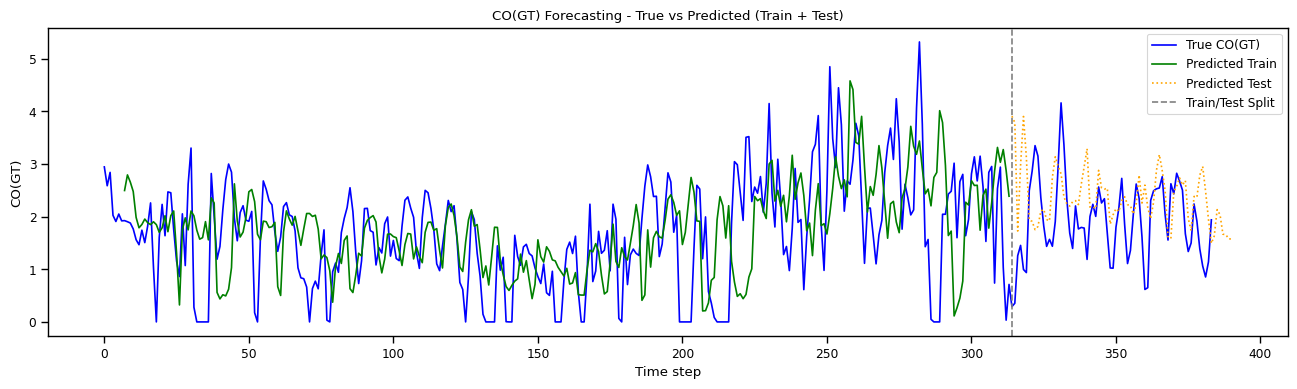 CO(GT) Forecasting - True vs Predicted (Train + Test)
True CO(GT)
Predicted Train
Predicted Test
Train/Test Split
CO(GT)
5
4
3
2
1
0
0 50 100 150 200 250 300 350 400
Time step